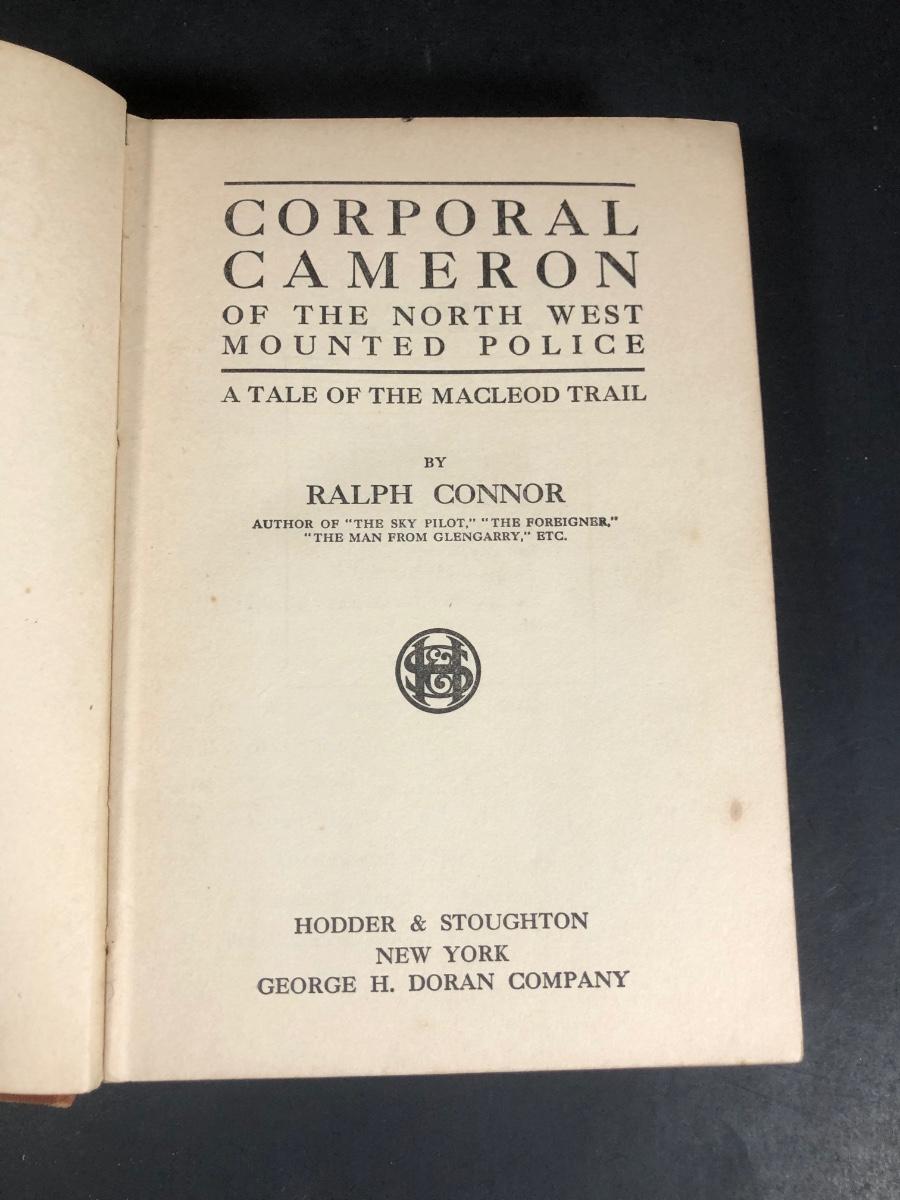 CORPORAL
CAMERON
OF THE NORTH WEST
MOUNTED POLICE
A TALE OF THE MACLEOD TRAIL
BY
RALPH CONNOR
AUTHOR OF "THE SKY PILOT," "THE FOREIGNER,"
"THE MAN FROM GLENGARRY," ETC.
H&S
HODDER & STOUGHTON
NEW YORK
GEORGE H. DORAN COMPANY